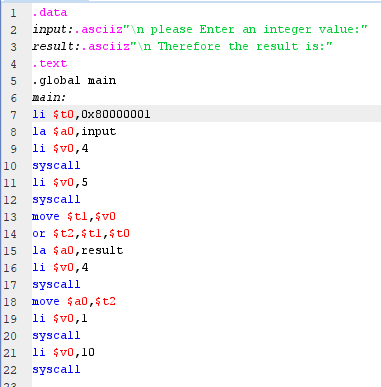 1 .data
2 input:.asciiz"\n please Enter an integer value:"
3 result:.asciiz"\n Therefore the result is:"
4 .text
5 .global main
6 main:
7 li $t0,0x80000001
8 la $a0,input
9 li $v0,4
10 syscall
11 li $v0,5
12 syscall
13 move $t1,$v0
14 or $t2,$t1,$t0
15 la $a0,result
16 li $v0,4
17 syscall
18 move $a0,$t2
19 li $v0,1
20 syscall
21 li $v0,10
22 syscall
23